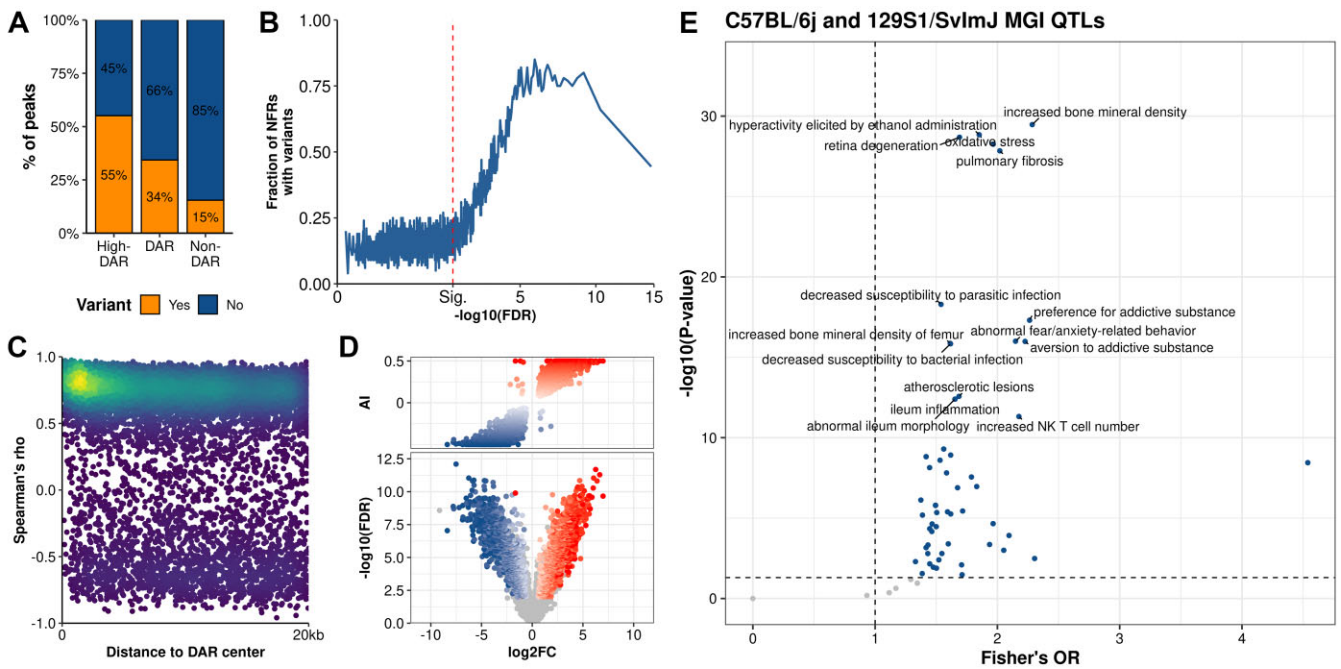 A
100%
75%
50%
25%
0%
% of peaks
45%
55%
66%
34%
85%
15%
High-
DAR
DAR
Non-
DAR
Variant
Yes
No
B
1.00
0.75
0.50
0.25
0.00
Fraction of NFRs
with variants
0
Sig.
5
10
15
-log10(FDR)
C
1.0
0.5
0.0
-0.5
-1.0
Spearman's rho
0
20kb
Distance to DAR center
D
0.5
0
AI
12.5
10.0
7.5
5.0
2.5
0.0
-log10(FDR)
-10
-5
0
5
10
log2FC
E
C57BL/6j and 129S1/SvImJ MGI QTLs
30
20
10
0
-log10(P-value)
increased bone mineral density
hyperactivity elicited by ethanol administration
retina degeneration
oxidative stress
pulmonary fibrosis
decreased susceptibility to parasitic infection
preference for addictive substance
increased bone mineral density of femur
abnormal fear/anxiety-related behavior
decreased susceptibility to bacterial infection
aversion to addictive substance
atherosclerotic lesions
ileum inflammation
abnormal ileum morphology
increased NK T cell number
0
1
2
3
4
Fisher's OR